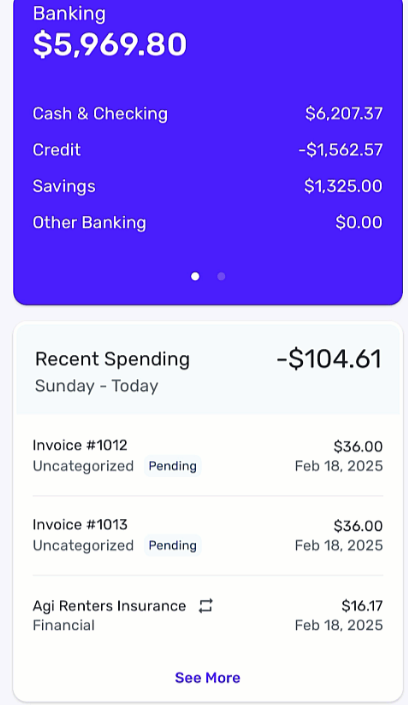 Banking
$5,969.80
Cash & Checking $6,207.37
Credit -$1,562.57
Savings $1,325.00
Other Banking $0.00
Recent Spending -$104.61
Sunday - Today
Invoice #1012 $36.00
Uncategorized Pending Feb 18, 2025
Invoice #1013 $36.00
Uncategorized Pending Feb 18, 2025
Agi Renters Insurance $16.17
Financial Feb 18, 2025
See More